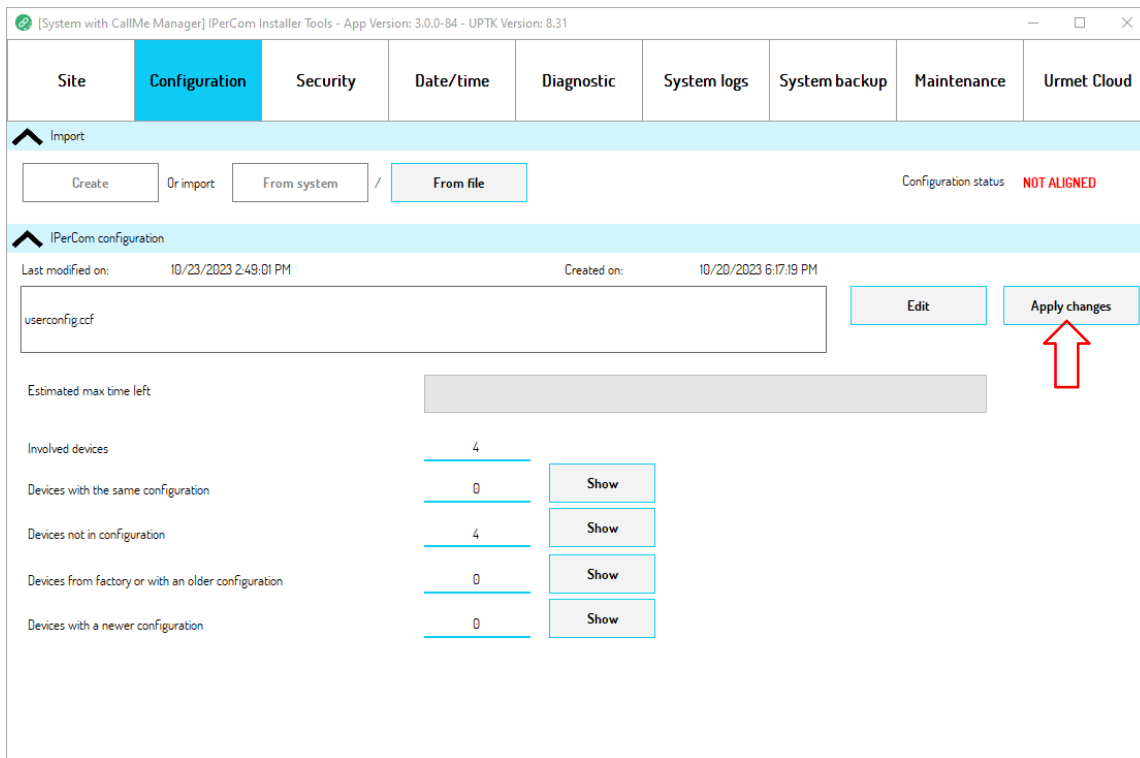 [System with CallMe Manager] IPerCom Installer Tools - App Version: 3.0.0-84 - UPTK Version: 8.31
Site Configuration Security Date/time Diagnostic System logs System backup Maintenance Urmet Cloud
Import
Create Or import From system / From file Configuration status NOT ALIGNED
IPerCom configuration
Last modified on: 10/23/2023 2:49:01 PM Created on: 10/20/2023 6:17:19 PM
userconfig.ccf Edit Apply changes
Estimated max time left
Involved devices 4
Devices with the same configuration 0 Show
Devices not in configuration 4 Show
Devices from factory or with an older configuration 0 Show
Devices with a newer configuration 0 Show